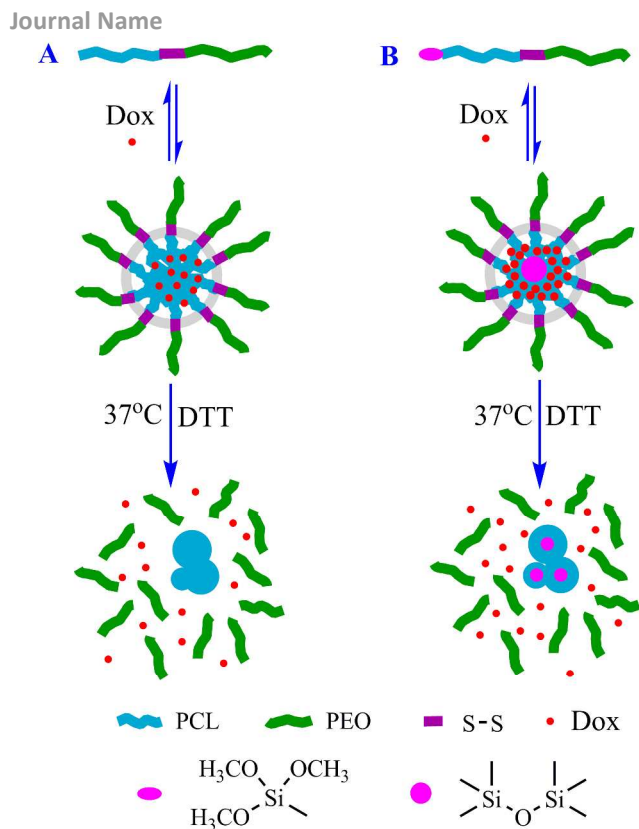 Journal Name
A B
Dox Dox
37°C DTT 37°C DTT
PCL PEO S-S Dox
H₃CO OCH₃
Si Si Si
H₃CO O